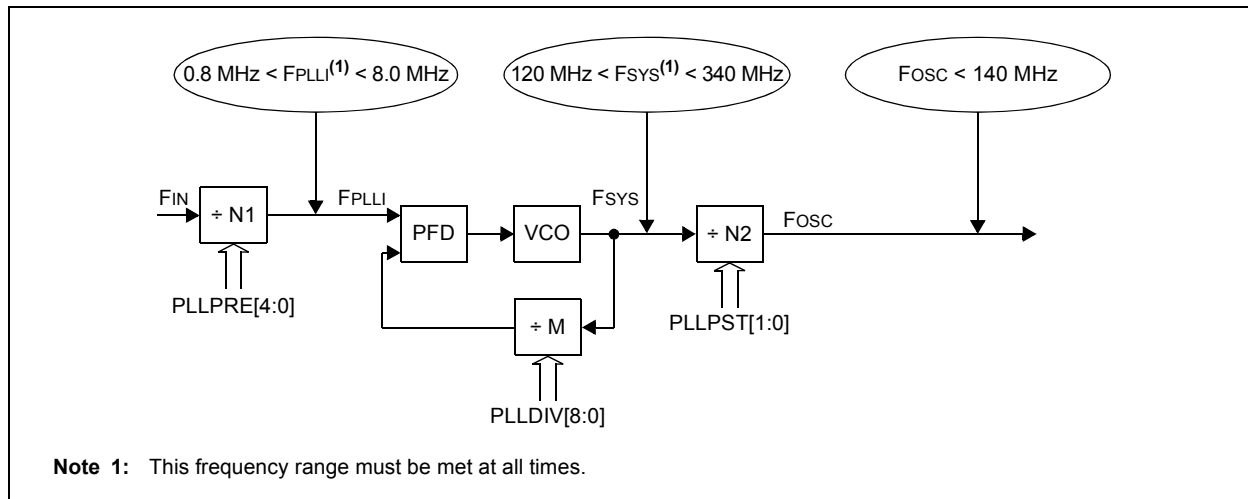 0.8 MHz < FPLLI(1) < 8.0 MHz
120 MHz < FSYS(1) < 340 MHz
FOSC < 140 MHz
FIN
÷ N1
FPLLI
PFD
VCO
FSYS
÷ N2
FOSC
PLLPRE[4:0]
÷ M
PLLPST[1:0]
PLLDIV[8:0]
Note 1: This frequency range must be met at all times.